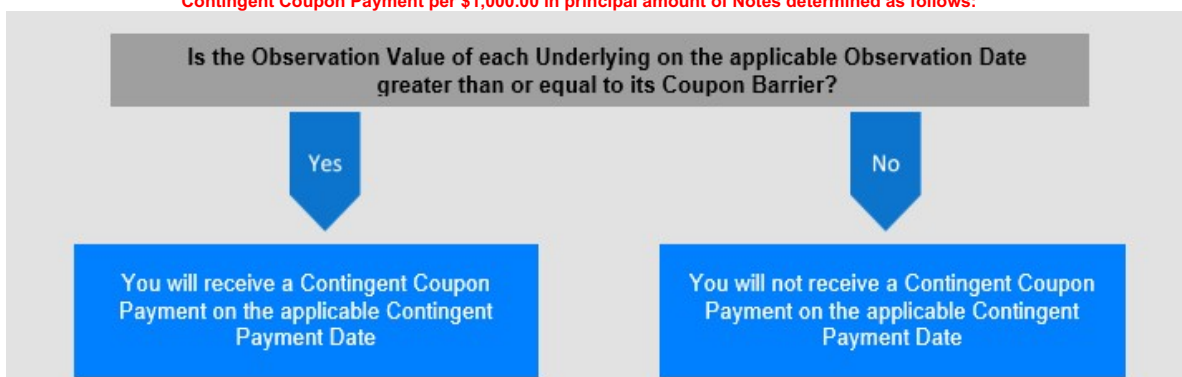 Contingent Coupon Payment per $1,000.00 in principal amount of Notes determined as follows:
Is the Observation Value of each Underlying on the applicable Observation Date
greater than or equal to its Coupon Barrier?
Yes
No
You will receive a Contingent Coupon
Payment on the applicable Contingent
Payment Date
You will not receive a Contingent Coupon
Payment on the applicable Contingent
Payment Date